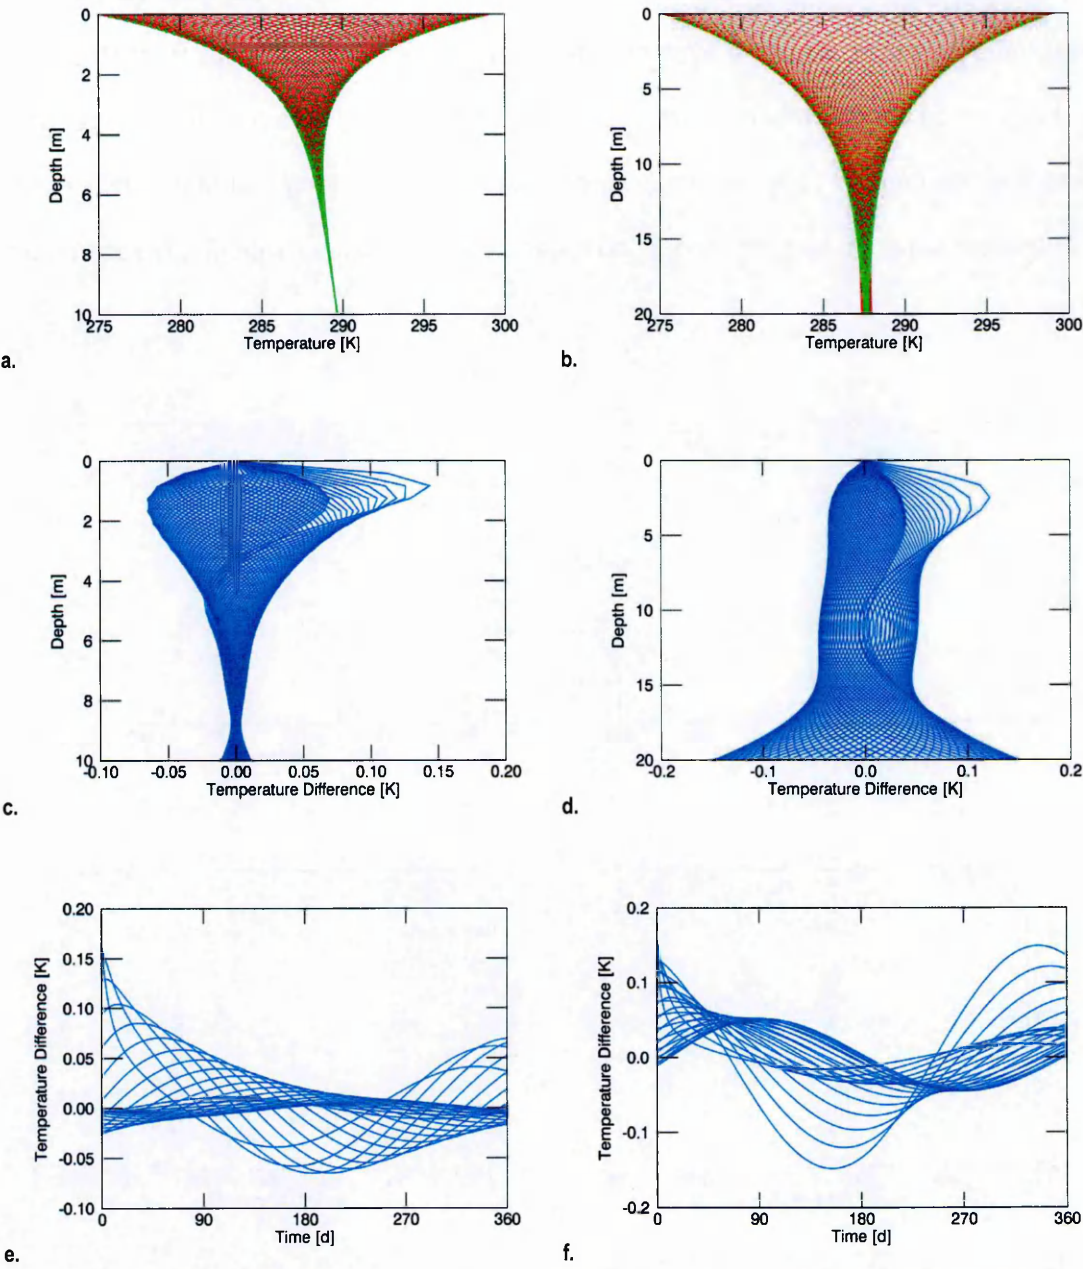 0
2
4
6
8
10
Depth [m]
275 280 285 290 295 300
Temperature [K]
a.
0
5
10
15
20
Depth [m]
275 280 285 290 295 300
Temperature [K]
b.
0
2
4
6
8
10
Depth [m]
-0.10 -0.05 0.00 0.05 0.10 0.15 0.20
Temperature Difference [K]
c.
0
5
10
15
20
Depth [m]
-0.2 -0.1 0.0 0.1 0.2
Temperature Difference [K]
d.
0.20
0.15
0.10
0.05
0.00
-0.05
-0.10
Temperature Difference [K]
0 90 180 270 360
Time [d]
e.
0.2
0.1
0.0
-0.1
-0.2
Temperature Difference [K]
0 90 180 270 360
Time [d]
f.